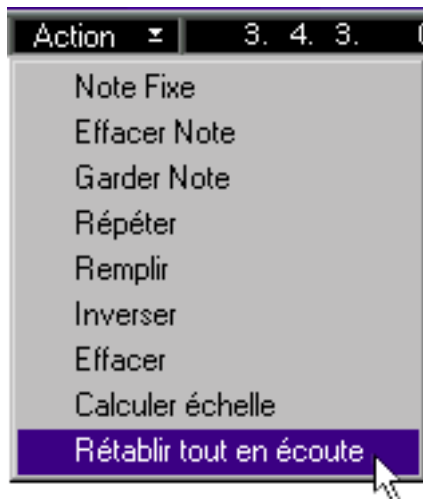 Action 3. 4. 3.
Note Fixe
Effacer Note
Garder Note
Répéter
Remplir
Inverser
Effacer
Calculer échelle
Rétablir tout en écoute